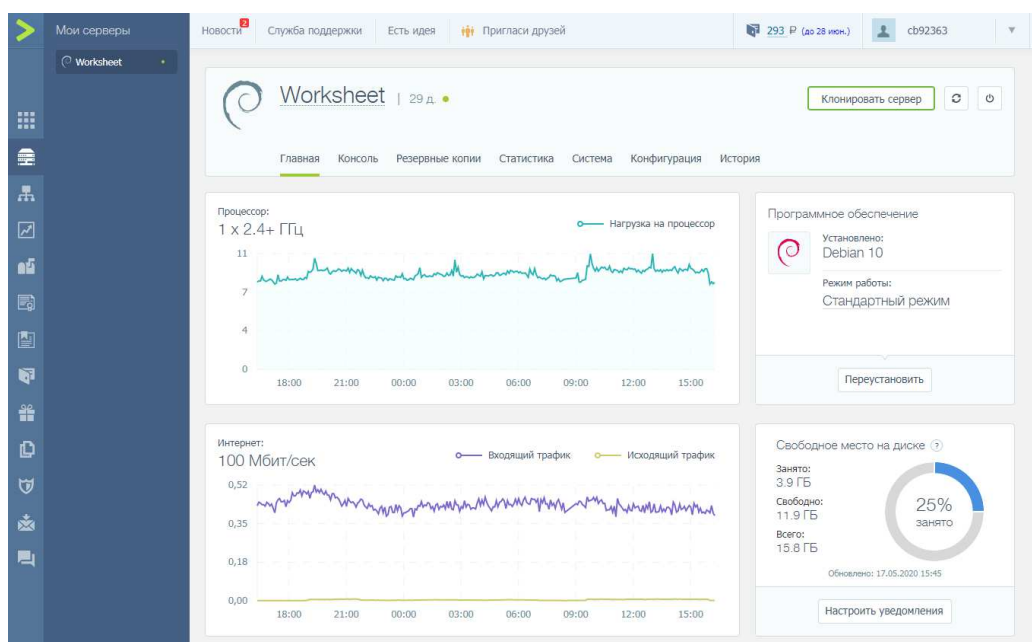 Мои серверы
Worksheet
Новости 2 Служба поддержки Есть идея Пригласи друзей 293 ₽ (до 28 июн.) cb92363
Worksheet | 29 д.
Клонировать сервер
Главная Консоль Резервные копии Статистика Система Конфигурация История
Процессор:
1 x 2.4+ ГГц
Нагрузка на процессор
11
7
4
0
18:00 21:00 00:00 03:00 06:00 09:00 12:00 15:00
Программное обеспечение
Установлено:
Debian 10
Режим работы:
Стандартный режим
Переустановить
Интернет:
100 Мбит/сек
Входящий трафик Исходящий трафик
0,52
0,35
0,18
0,00
18:00 21:00 00:00 03:00 06:00 09:00 12:00 15:00
Свободное место на диске ?
Занято:
3.9 ГБ
Свободно:
11.9 ГБ
Всего:
15.8 ГБ
25%
занято
Обновлено: 17.05.2020 15:45
Настроить уведомления